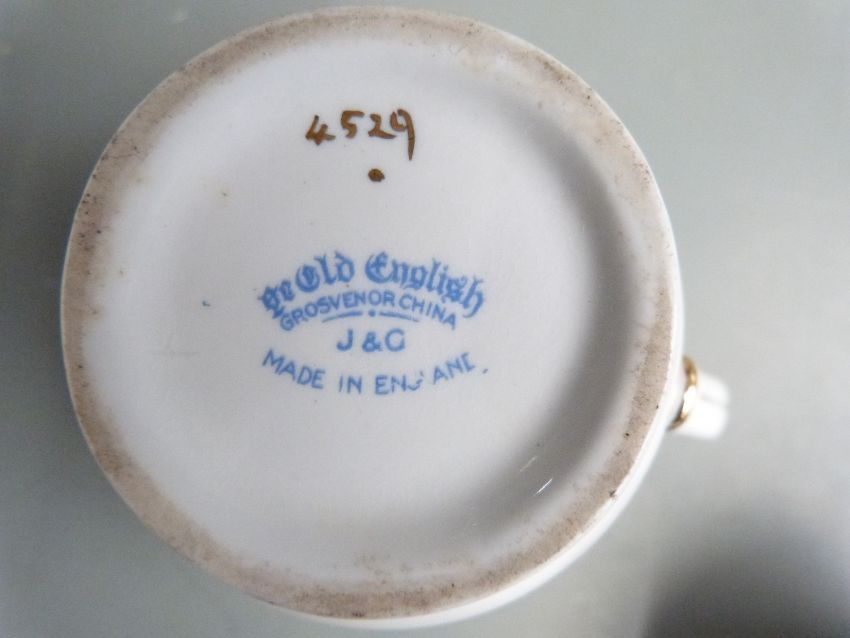 4529
ye Old English
GROSVENOR CHINA
J & G
MADE IN ENGLAND